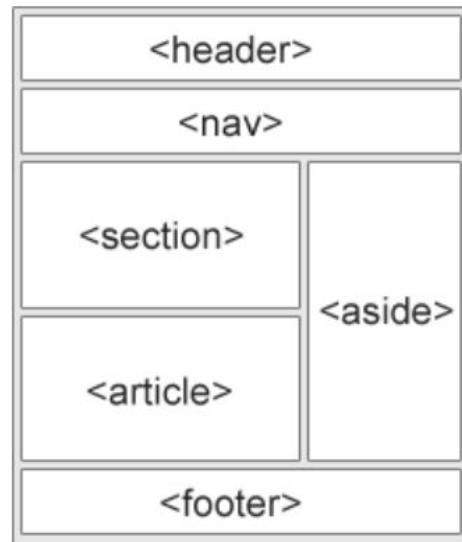 <header>
<nav>
<section>
<aside>
<article>
<footer>